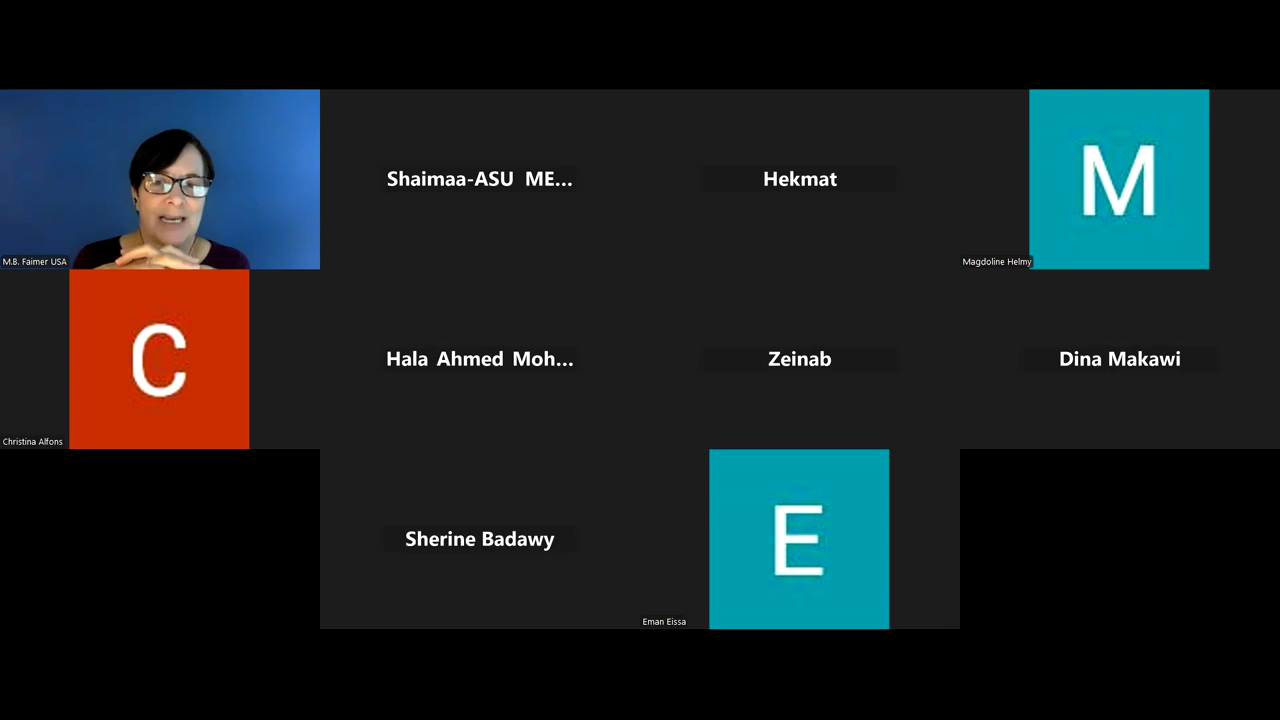 M.B. Faimer USA
Shaimaa-ASU ME...
Hekmat
M
Magdoline Helmy
C
Christina Alfons
Hala Ahmed Moh...
Zeinab
Dina Makawi
Sherine Badawy
E
Eman Eissa